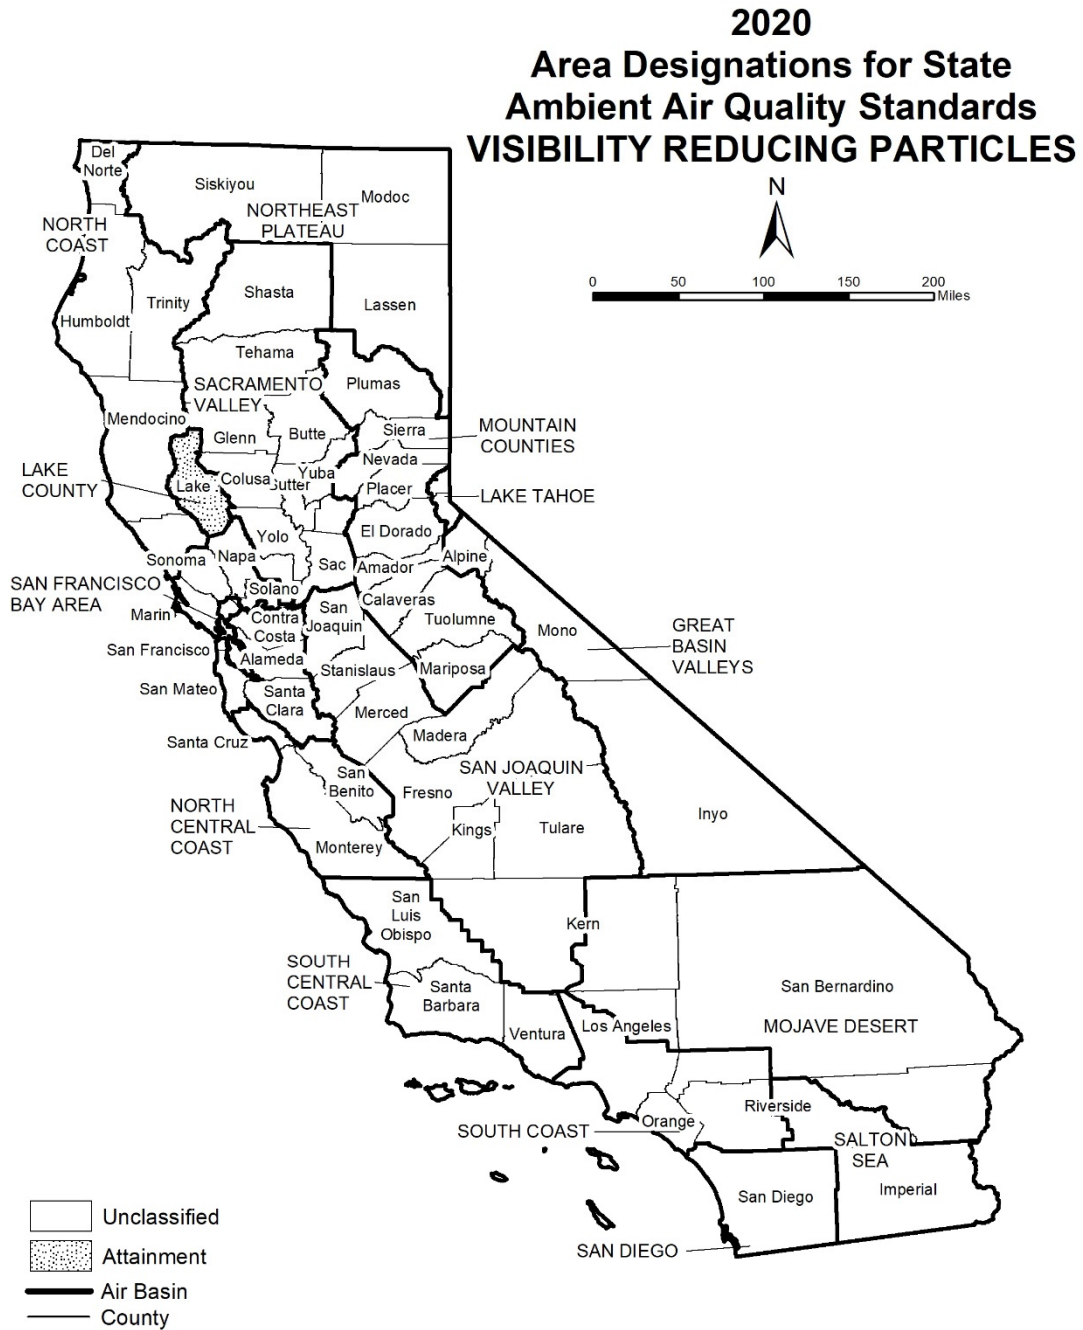 2020
Area Designations for State
Ambient Air Quality Standards
VISIBILITY REDUCING PARTICLES
N
0 50 100 150 200
Miles
Del
Norte
Siskiyou
Modoc
NORTHEAST
PLATEAU
NORTH
COAST
Shasta
Trinity
Lassen
Humboldt
Tehama
SACRAMENTO
VALLEY
Plumas
Mendocino
Glenn
Butte
Sierra
MOUNTAIN
COUNTIES
Nevada
LAKE
COUNTY
Lake
Colusa
Sutter
Yuba
Placer
LAKE TAHOE
Yolo
El Dorado
Sonoma
Napa
Sac
Amador
Alpine
SAN FRANCISCO
BAY AREA
Solano
Calaveras
Marin
Contra
Costa
San
Joaquin
Tuolumne
Mono
GREAT
BASIN
VALLEYS
San Francisco
Alameda
Stanislaus
Mariposa
San Mateo
Santa
Clara
Merced
Santa Cruz
Madera
San
Benito
SAN JOAQUIN
VALLEY
Fresno
NORTH
CENTRAL
COAST
Kings
Tulare
Inyo
Monterey
San
Luis
Obispo
Kern
SOUTH
CENTRAL
COAST
Santa
Barbara
San Bernardino
Ventura
Los Angeles
MOJAVE DESERT
Riverside
Orange
SOUTH COAST
SALTON
SEA
San Diego
Imperial
SAN DIEGO
Unclassified
Attainment
Air Basin
County